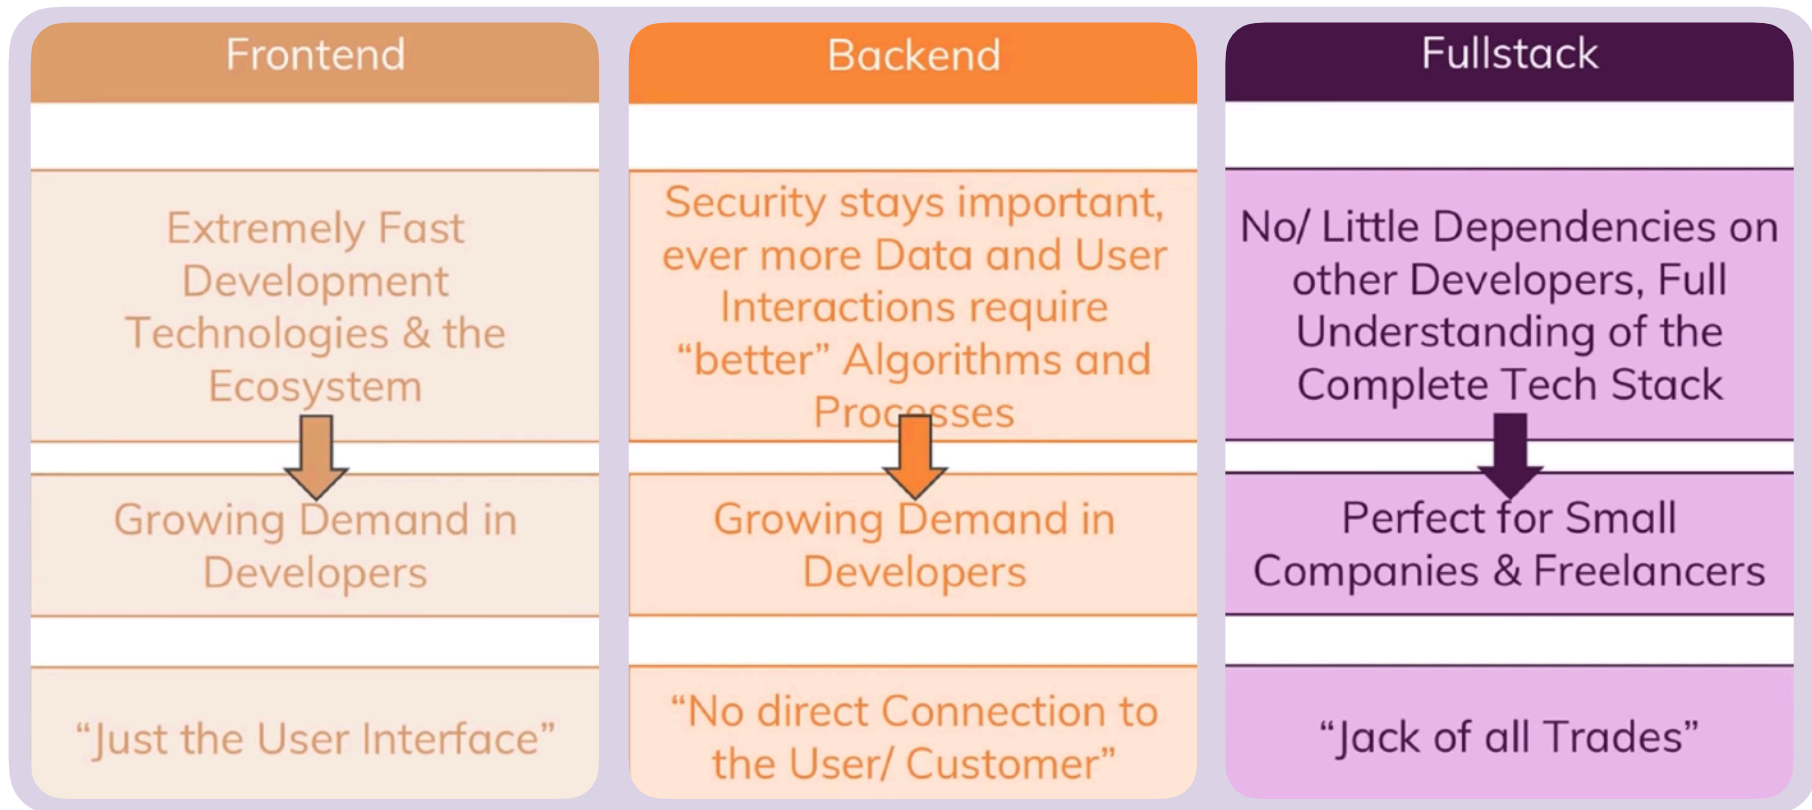 Frontend
Extremely Fast
Development
Technologies & the
Ecosystem
Growing Demand in
Developers
“Just the User Interface”
Backend
Security stays important,
ever more Data and User
Interactions require
“better” Algorithms and
Processes
Growing Demand in
Developers
“No direct Connection to
the User/ Customer”
Fullstack
No/ Little Dependencies on
other Developers, Full
Understanding of the
Complete Tech Stack
Perfect for Small
Companies & Freelancers
“Jack of all Trades”